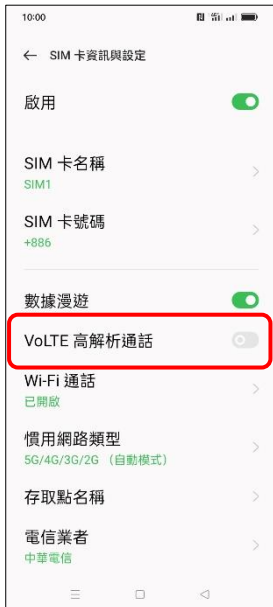 10:00
← SIM 卡資訊與設定
啟用
SIM 卡名稱
SIM1
SIM 卡號碼
+886
數據漫遊
VoLTE 高解析通話
Wi-Fi 通話
已開啟
慣用網路類型
5G/4G/3G/2G （自動模式）
存取點名稱
電信業者
中華電信